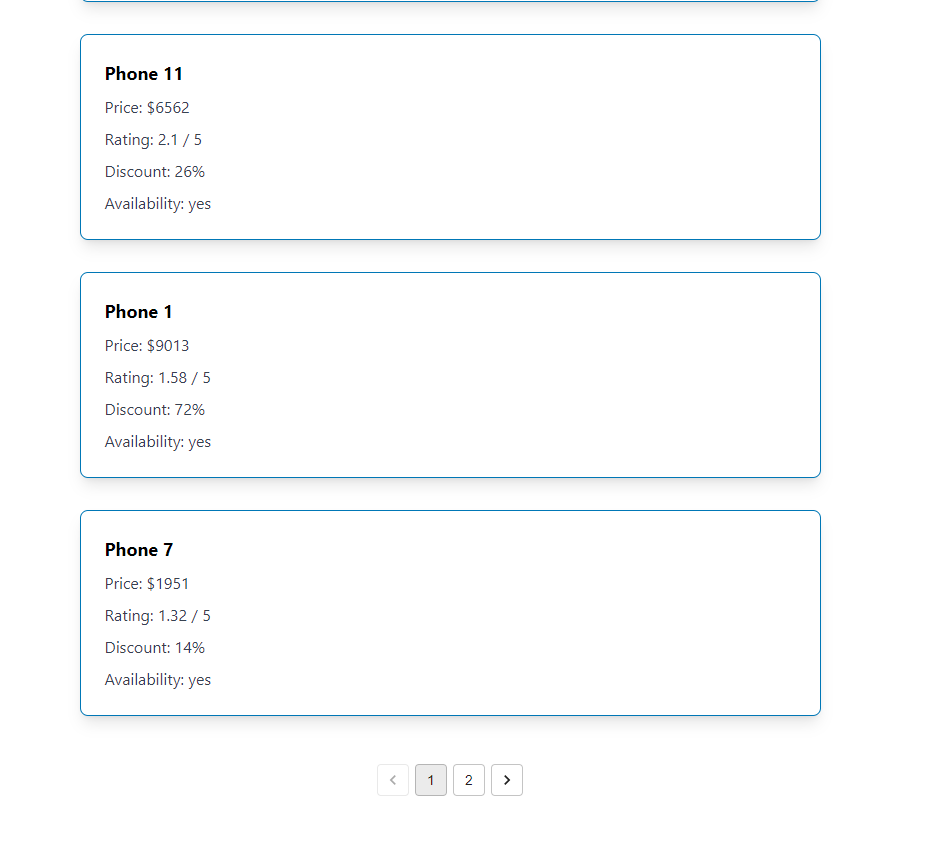 Phone 11
Price: $6562
Rating: 2.1 / 5
Discount: 26%
Availability: yes
Phone 1
Price: $9013
Rating: 1.58 / 5
Discount: 72%
Availability: yes
Phone 7
Price: $1951
Rating: 1.32 / 5
Discount: 14%
Availability: yes
1 2